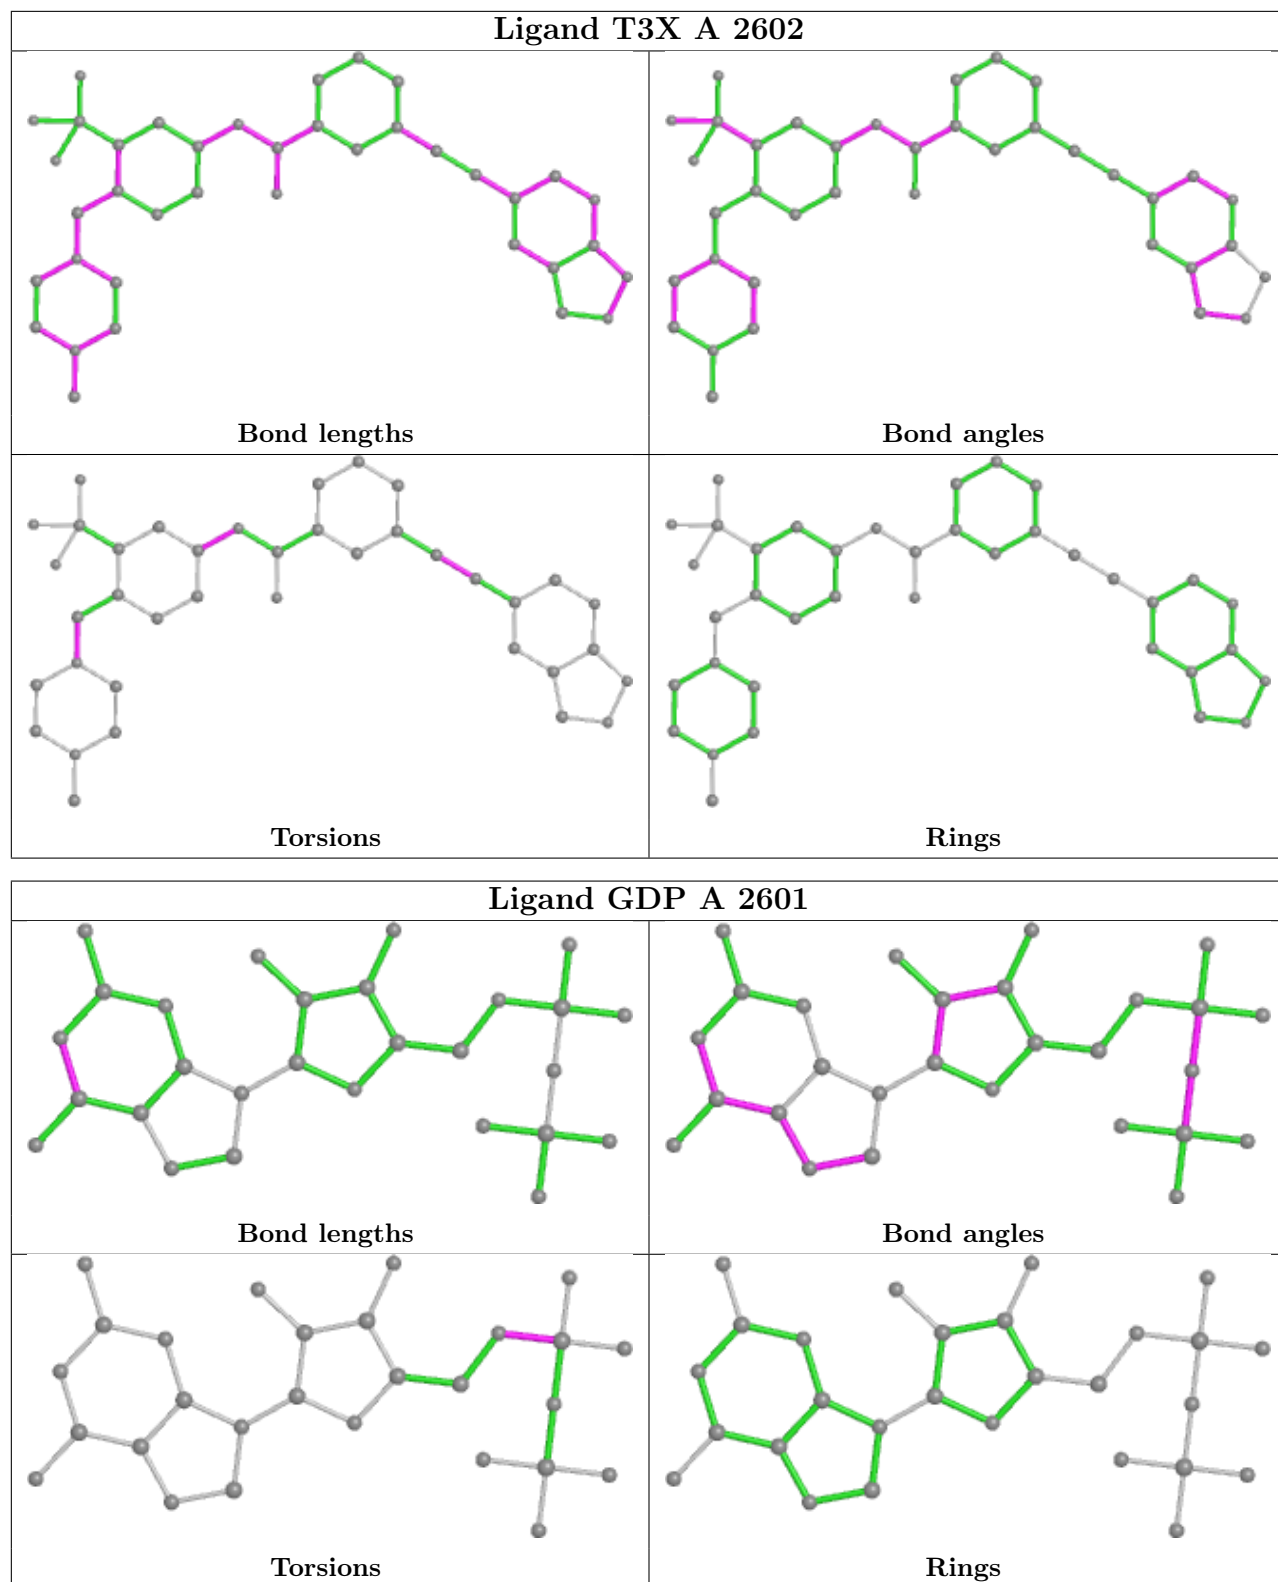 Ligand T3X A 2602
Bond lengths
Bond angles
Torsions
Rings
Ligand GDP A 2601
Bond lengths
Bond angles
Torsions
Rings